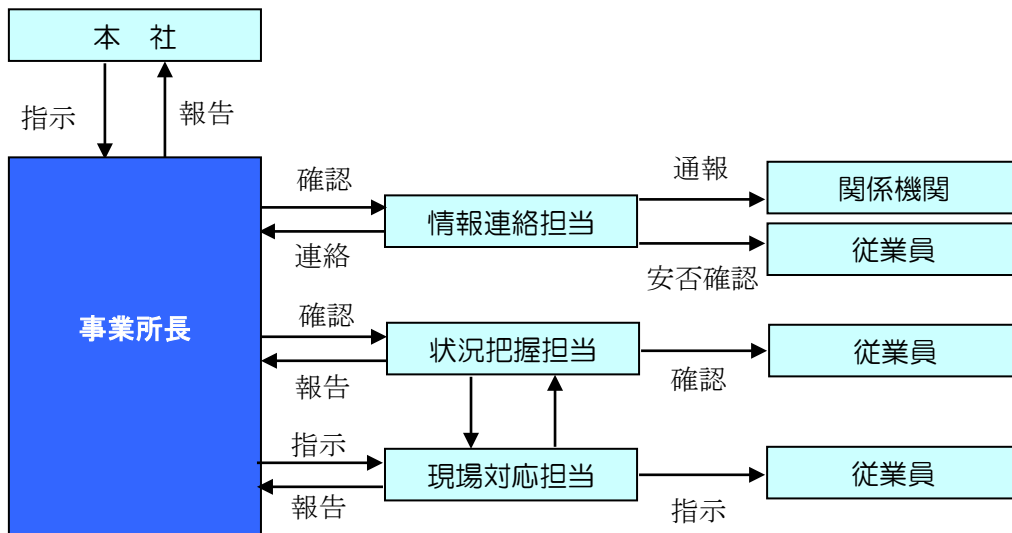 本　社
指示
報告
確認
通報
関係機関
情報連絡担当
連絡
従業員
安否確認
事業所長
確認
状況把握担当
従業員
報告
確認
指示
現場対応担当
従業員
報告
指示